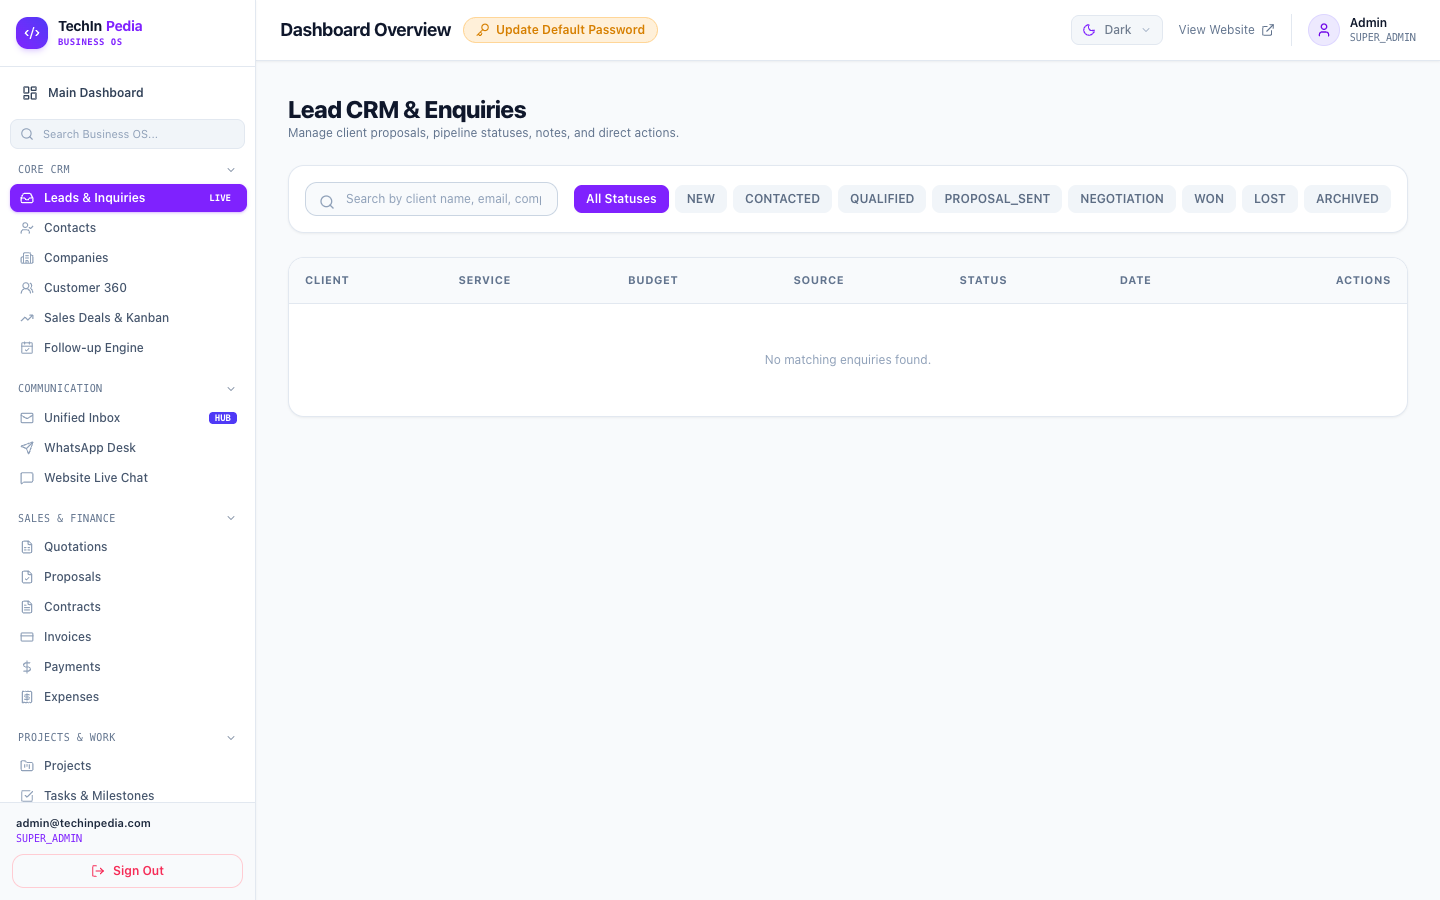 TechIn Pedia
BUSINESS OS
Main Dashboard
Search Business OS...
CORE CRM
Leads & Inquiries LIVE
Contacts
Companies
Customer 360
Sales Deals & Kanban
Follow-up Engine
COMMUNICATION
Unified Inbox HUB
WhatsApp Desk
Website Live Chat
SALES & FINANCE
Quotations
Proposals
Contracts
Invoices
Payments
Expenses
PROJECTS & WORK
Projects
Tasks & Milestones
admin@techinpedia.com
SUPER_ADMIN
Sign Out
Dashboard Overview Update Default Password Dark View Website Admin
SUPER_ADMIN
Lead CRM & Enquiries
Manage client proposals, pipeline statuses, notes, and direct actions.
Search by client name, email, comp All Statuses NEW CONTACTED QUALIFIED PROPOSAL_SENT NEGOTIATION WON LOST ARCHIVED
CLIENT SERVICE BUDGET SOURCE STATUS DATE ACTIONS
No matching enquiries found.